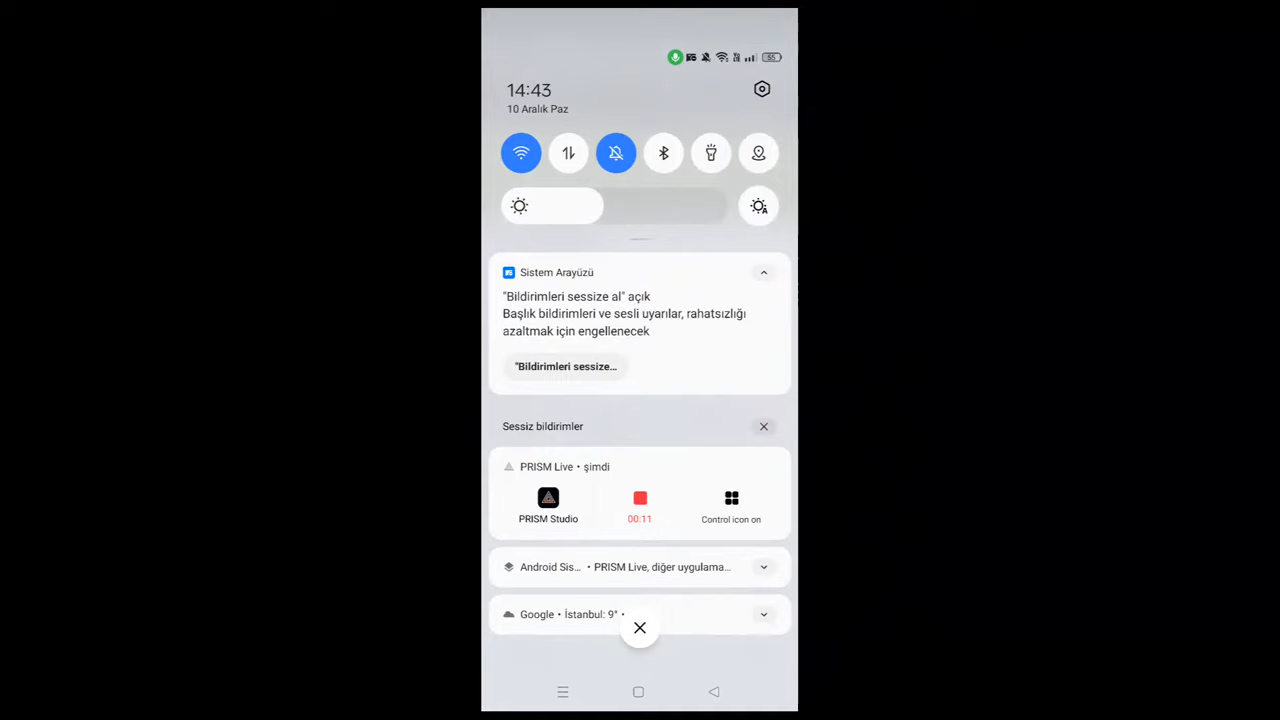 55
14:43
10 Aralık Paz
Sistem Arayüzü
"Bildirimleri sessize al" açık
Başlık bildirimleri ve sesli uyarılar, rahatsızlığı
azaltmak için engellenecek
"Bildirimleri sessize...
Sessiz bildirimler
PRISM Live • şimdi
PRISM Studio
00:11
Control icon on
Android Sis... • PRISM Live, diğer uygulama...
Google • İstanbul: 9° •